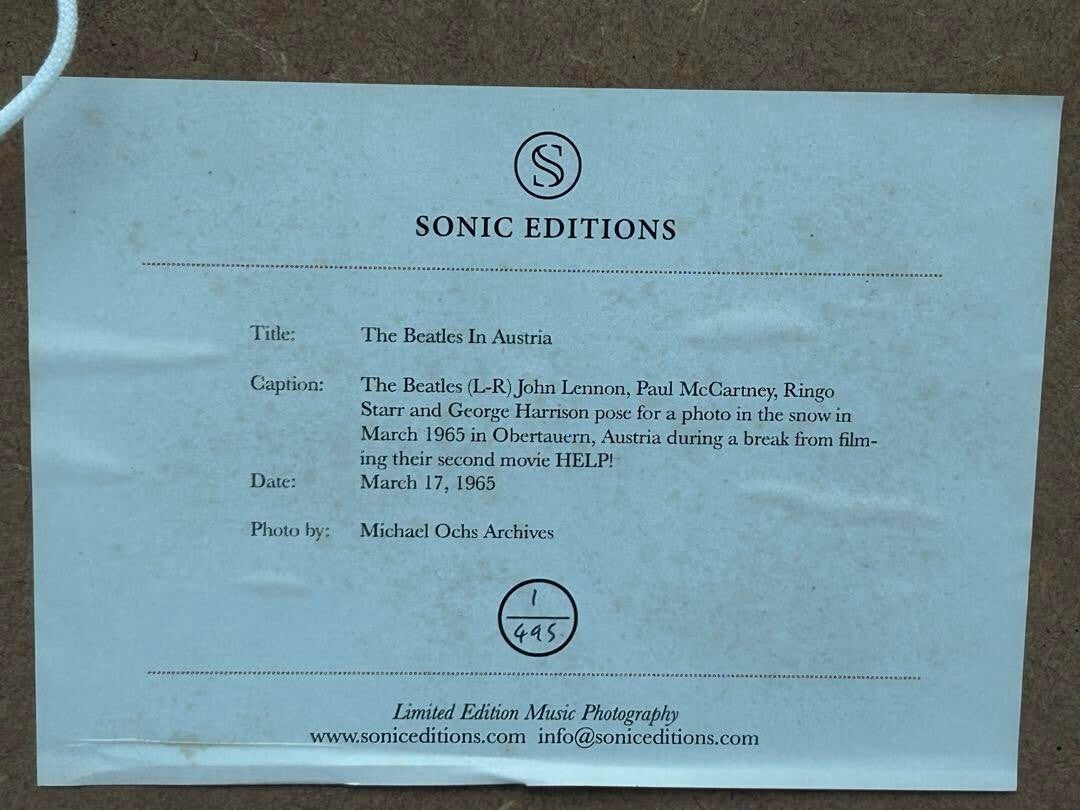 S
SONIC EDITIONS
Title: The Beatles In Austria
Caption: The Beatles (L-R) John Lennon, Paul McCartney, Ringo
Starr and George Harrison pose for a photo in the snow in
March 1965 in Obertauern, Austria during a break from film-
ing their second movie HELP!
Date: March 17, 1965
Photo by: Michael Ochs Archives
1
495
Limited Edition Music Photography
www.soniceditions.com info@soniceditions.com